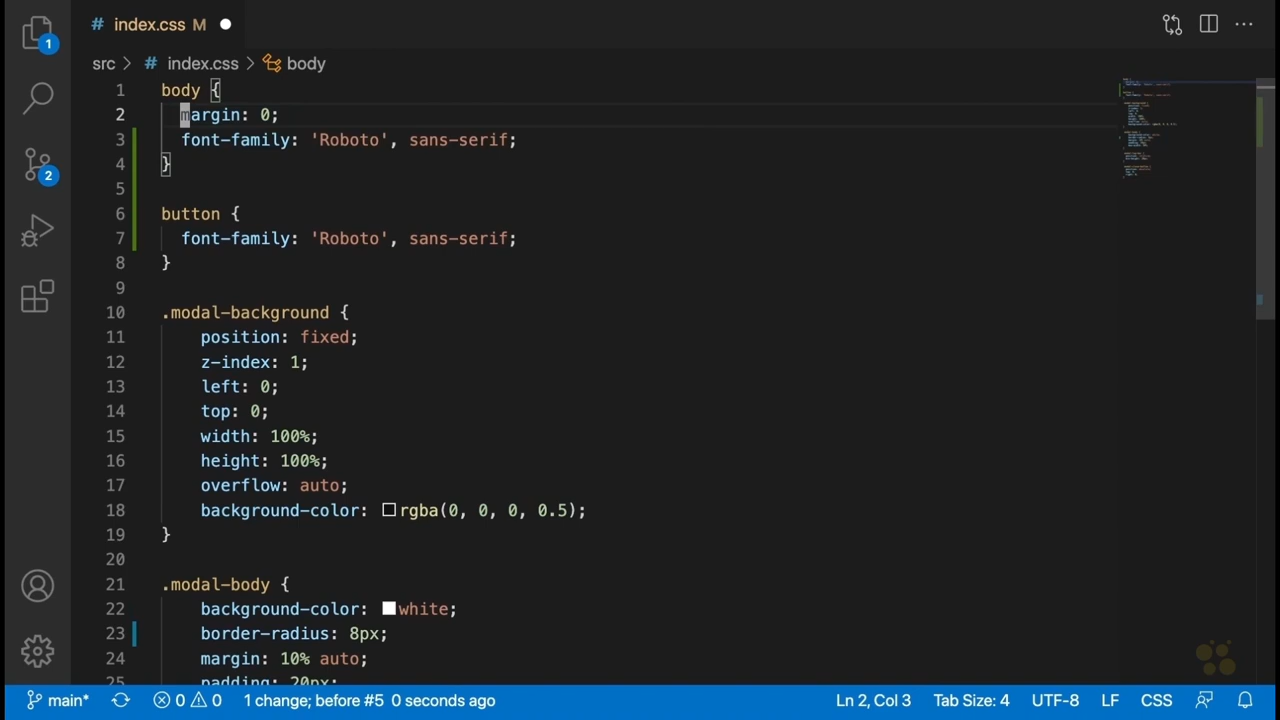 index.css M
1
src > # index.css > body
1 body {
2 margin: 0;
3 font-family: 'Roboto', sans-serif;
4 }
5
6 button {
7 font-family: 'Roboto', sans-serif;
8 }
9
10 .modal-background {
11 position: fixed;
12 z-index: 1;
13 left: 0;
14 top: 0;
15 width: 100%;
16 height: 100%;
17 overflow: auto;
18 background-color: rgba(0, 0, 0, 0.5);
19 }
20
21 .modal-body {
22 background-color: white;
23 border-radius: 8px;
24 margin: 10% auto;
25 padding: 20px;
2
main* 0 0 1 change; before #5 0 seconds ago Ln 2, Col 3 Tab Size: 4 UTF-8 LF CSS